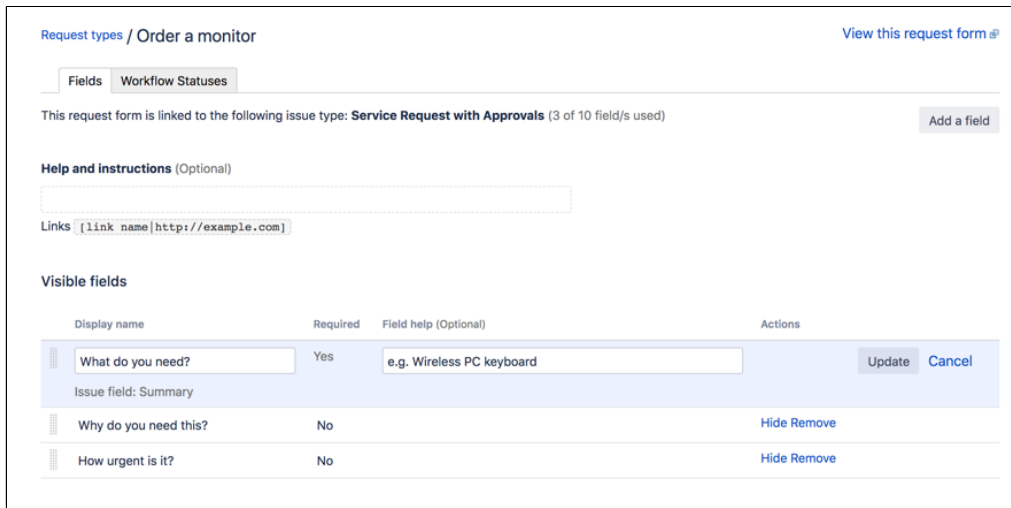 Request types / Order a monitor
View this request form
Fields Workflow Statuses
This request form is linked to the following issue type: Service Request with Approvals (3 of 10 field/s used)
Add a field
Help and instructions (Optional)
Links [link name|http://example.com]
Visible fields
Display name Required Field help (Optional) Actions
What do you need? Yes e.g. Wireless PC keyboard Update Cancel
Issue field: Summary
Why do you need this? No Hide Remove
How urgent is it? No Hide Remove